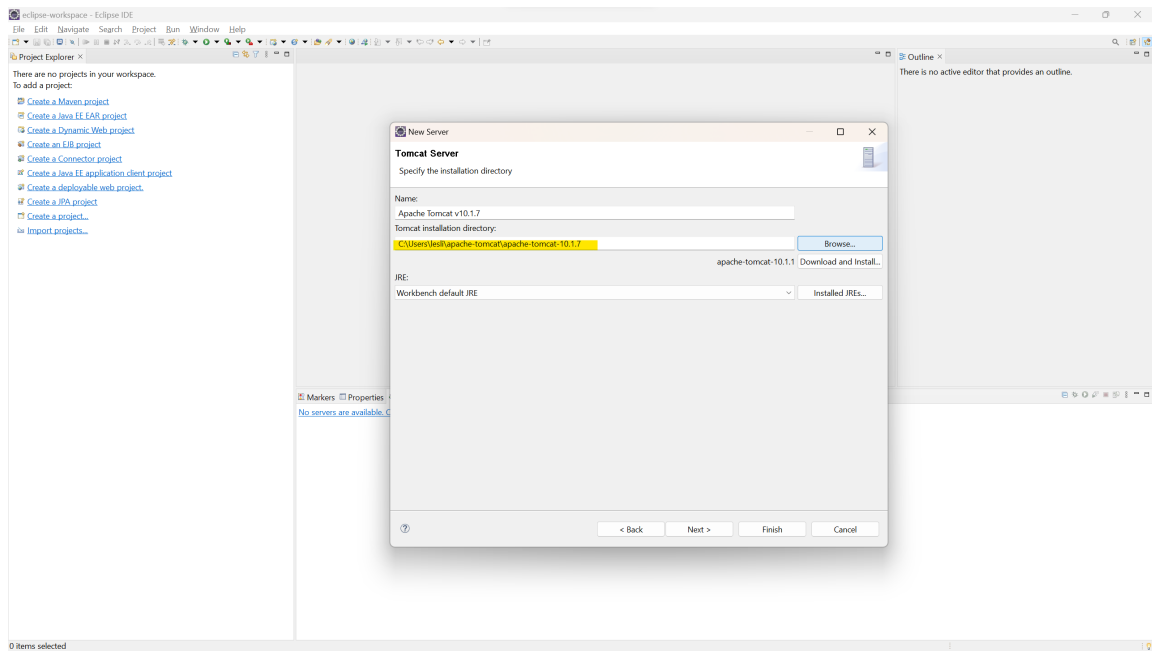 eclipse-workspace - Eclipse IDE
File Edit Navigate Search Project Run Window Help
Project Explorer
There are no projects in your workspace.
To add a project:
Create a Maven project
Create a Java EE EAR project
Create a Dynamic Web project
Create an EJB project
Create a Connector project
Create a Java EE application client project
Create a deployable web project.
Create a JPA project
Create a project...
Import projects...
Outline
There is no active editor that provides an outline.
New Server
Tomcat Server
Specify the installation directory
Name:
Apache Tomcat v10.1.7
Tomcat installation directory:
C:\Users\lesli\apache-tomcat\apache-tomcat-10.1.7
Browse...
apache-tomcat-10.1.1 Download and Install...
JRE:
Workbench default JRE
Installed JREs...
< Back Next > Finish Cancel
Markers Properties
No servers are available. C
0 items selected